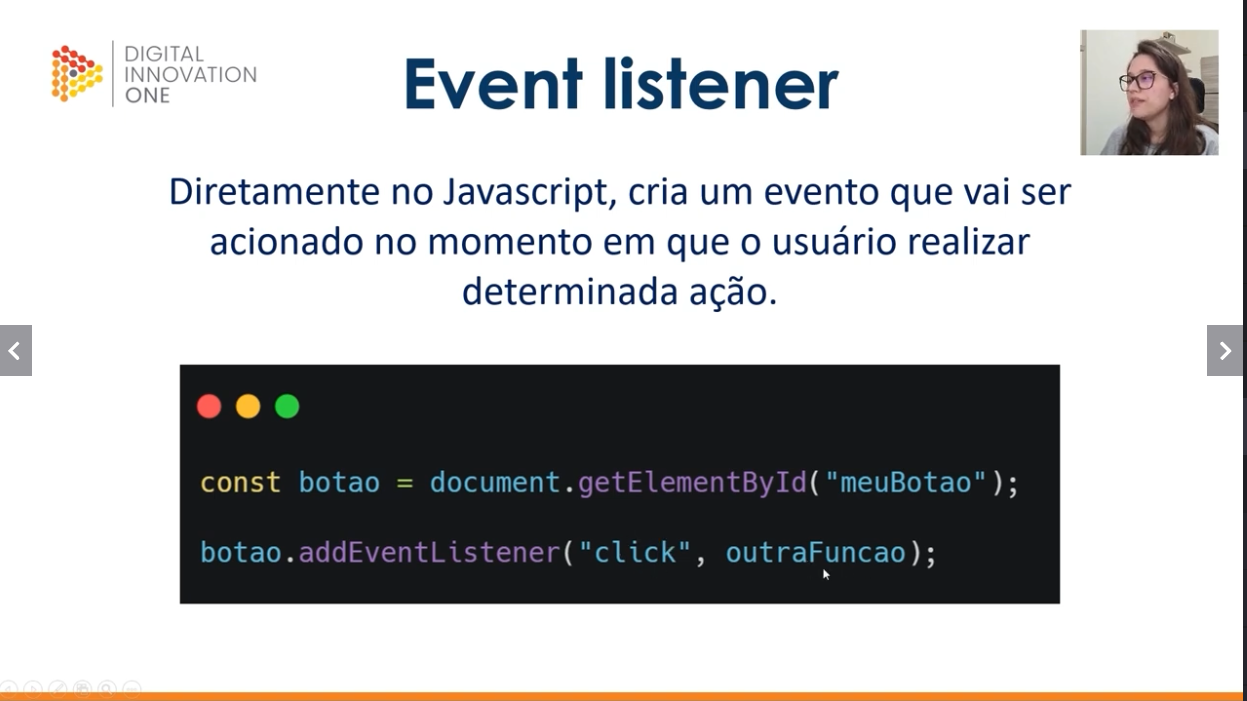 DIGITAL
INNOVATION
ONE
Event listener
Diretamente no Javascript, cria um evento que vai ser
acionado no momento em que o usuário realizar
determinada ação.
const botao = document.getElementById("meuBotao");
botao.addEventListener("click", outraFuncao);